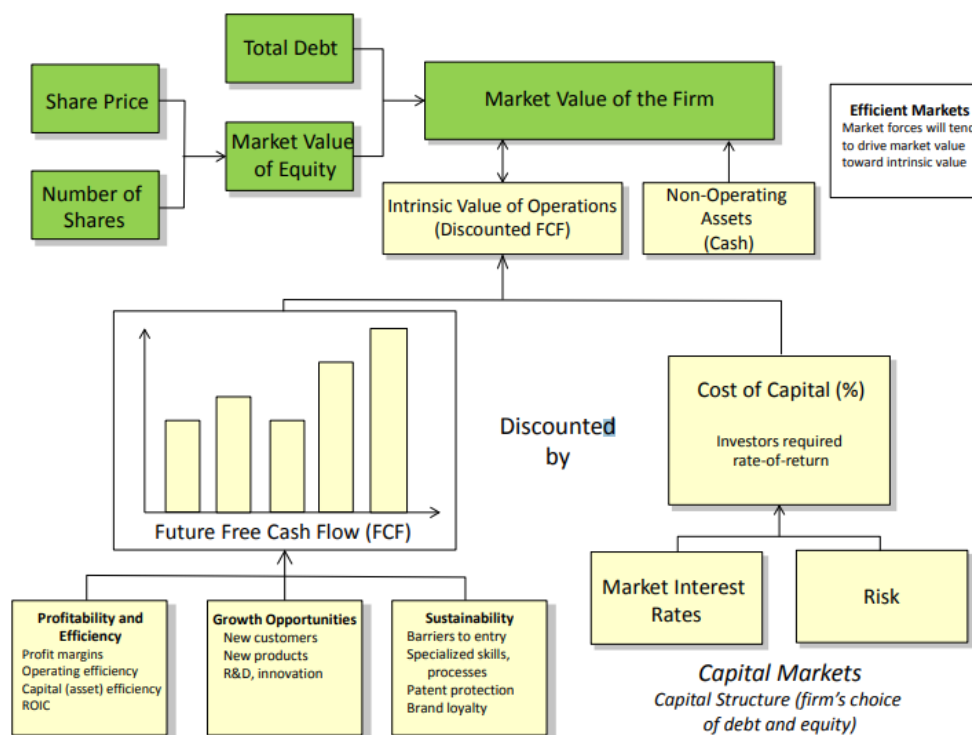 Total Debt
Share Price
Market Value of the Firm
Efficient Markets
Market forces will tend
to drive market value
toward intrinsic value
Market Value
of Equity
Number of
Shares
Intrinsic Value of Operations
(Discounted FCF)
Non-Operating
Assets
(Cash)
Cost of Capital (%)
Investors required
rate-of-return
Discounted
by
Future Free Cash Flow (FCF)
Market Interest
Rates
Risk
Profitability and
Efficiency
Profit margins
Operating efficiency
Capital (asset) efficiency
ROIC
Growth Opportunities
New customers
New products
R&D, innovation
Sustainability
Barriers to entry
Specialized skills,
processes
Patent protection
Brand loyalty
Capital Markets
Capital Structure (firm's choice
of debt and equity)